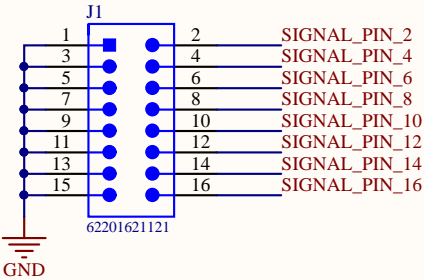 J1
1 2 SIGNAL_PIN_2
3 4 SIGNAL_PIN_4
5 6 SIGNAL_PIN_6
7 8 SIGNAL_PIN_8
9 10 SIGNAL_PIN_10
11 12 SIGNAL_PIN_12
13 14 SIGNAL_PIN_14
15 16 SIGNAL_PIN_16
62201621121
GND